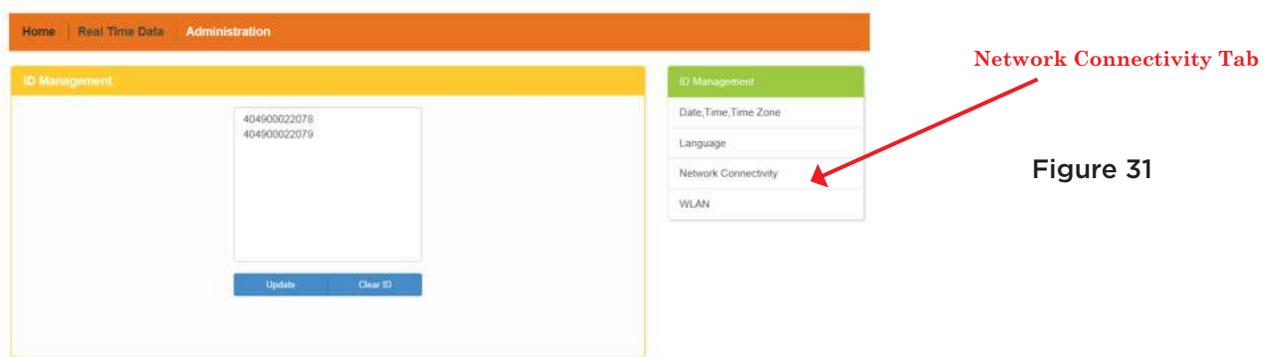 Home Real Time Data Administration
ID Management
404900022078
404900022079
Update Clear ID
ID Management
Date,Time,Time Zone
Language
Network Connectivity
WLAN
Network Connectivity Tab
Figure 31